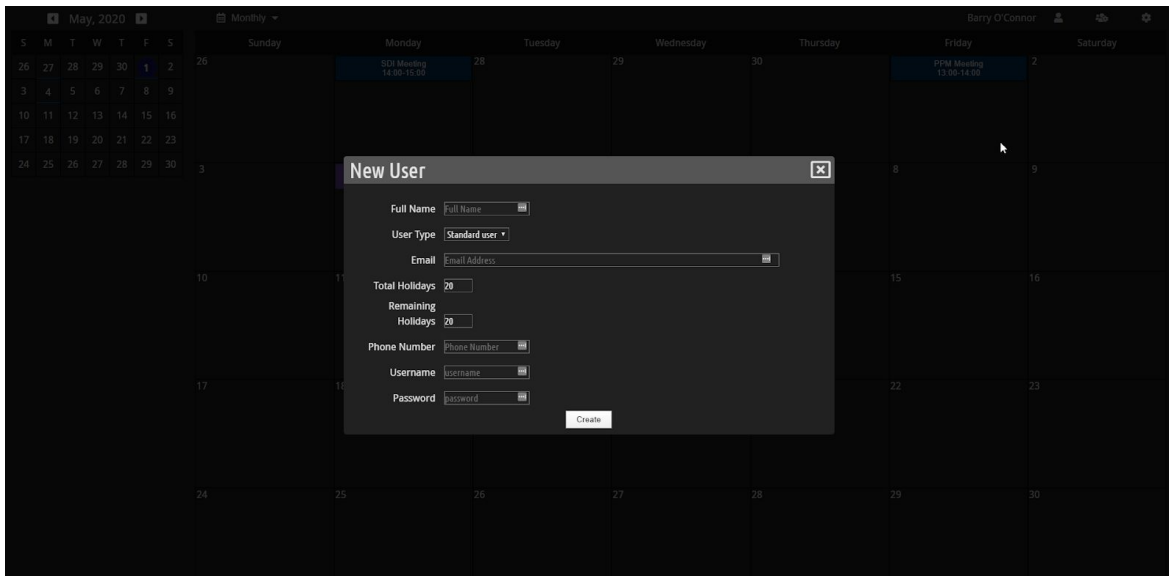 May, 2020
Monthly
Barry O'Connor
S M T W T F S
26 27 28 29 30 1 2
3 4 5 6 7 8 9
10 11 12 13 14 15 16
17 18 19 20 21 22 23
24 25 26 27 28 29 30
Sunday Monday Tuesday Wednesday Thursday Friday Saturday
26 28 29 30 2
SDI Meeting
14:00-15:00
PPM Meeting
13:00-14:00
3 8 9
New User
Full Name Full Name
User Type Standard user
Email Email Address
10 11 15 16
Total Holidays 20
Remaining
Holidays 20
Phone Number Phone Number
Username username
17 18 22 23
Password password
Create
24 25 26 27 28 29 30